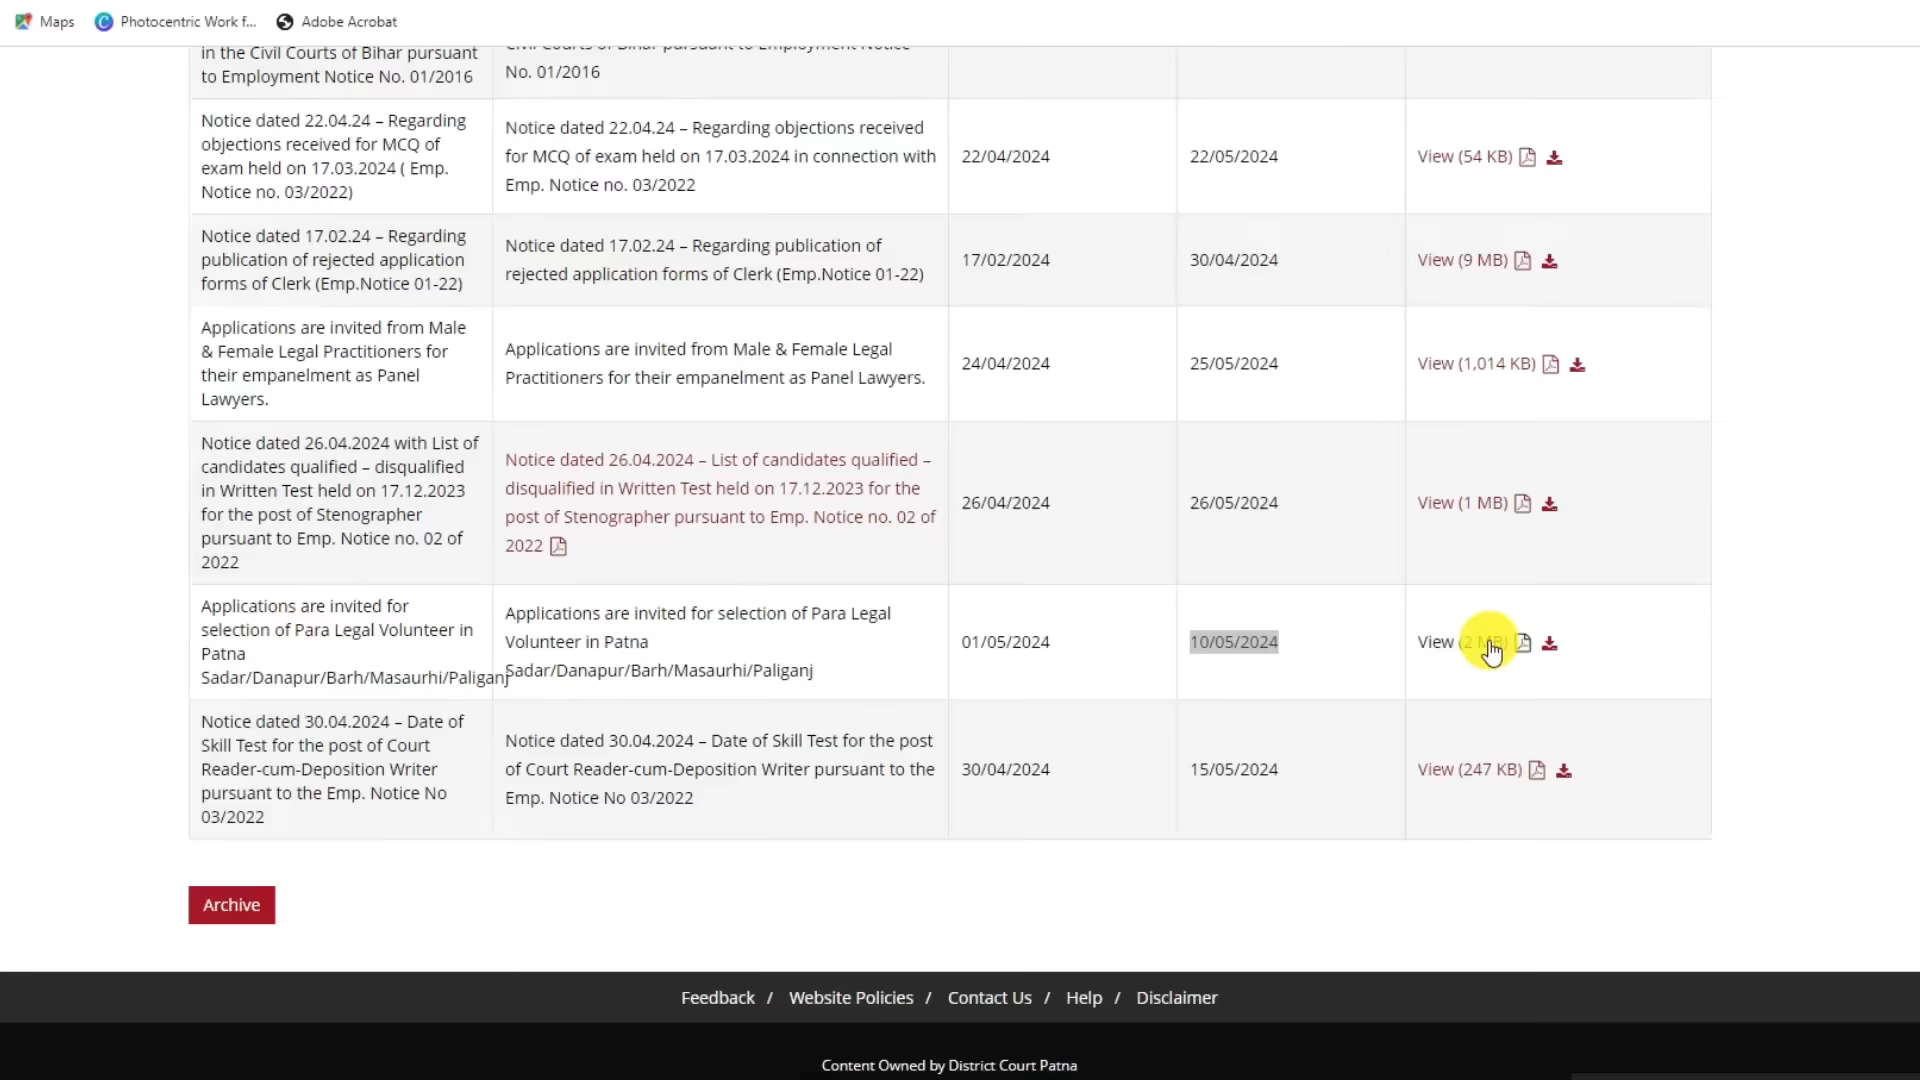 Maps
Photocentric Work f...
Adobe Acrobat
in the Civil Courts of Bihar pursuant
to Employment Notice No. 01/2016
Civil Courts of Bihar pursuant to Employment Notice
No. 01/2016
Notice dated 22.04.24 – Regarding
objections received for MCQ of
exam held on 17.03.2024 ( Emp.
Notice no. 03/2022)
Notice dated 22.04.24 – Regarding objections received
for MCQ of exam held on 17.03.2024 in connection with
Emp. Notice no. 03/2022
22/04/2024
22/05/2024
View (54 KB)
Notice dated 17.02.24 – Regarding
publication of rejected application
forms of Clerk (Emp.Notice 01-22)
Notice dated 17.02.24 – Regarding publication of
rejected application forms of Clerk (Emp.Notice 01-22)
17/02/2024
30/04/2024
View (9 MB)
Applications are invited from Male
& Female Legal Practitioners for
their empanelment as Panel
Lawyers.
Applications are invited from Male & Female Legal
Practitioners for their empanelment as Panel Lawyers.
24/04/2024
25/05/2024
View (1,014 KB)
Notice dated 26.04.2024 with List of
candidates qualified – disqualified
in Written Test held on 17.12.2023
for the post of Stenographer
pursuant to Emp. Notice no. 02 of
2022
Notice dated 26.04.2024 – List of candidates qualified –
disqualified in Written Test held on 17.12.2023 for the
post of Stenographer pursuant to Emp. Notice no. 02 of
2022
26/04/2024
26/05/2024
View (1 MB)
Applications are invited for
selection of Para Legal Volunteer in
Patna
Sadar/Danapur/Barh/Masaurhi/Paliganj
Applications are invited for selection of Para Legal
Volunteer in Patna
Sadar/Danapur/Barh/Masaurhi/Paliganj
01/05/2024
10/05/2024
View (2 MB)
Notice dated 30.04.2024 – Date of
Skill Test for the post of Court
Reader-cum-Deposition Writer
pursuant to the Emp. Notice No
03/2022
Notice dated 30.04.2024 – Date of Skill Test for the post
of Court Reader-cum-Deposition Writer pursuant to the
Emp. Notice No 03/2022
30/04/2024
15/05/2024
View (247 KB)
Archive
Feedback / Website Policies / Contact Us / Help / Disclaimer
Content Owned by District Court Patna